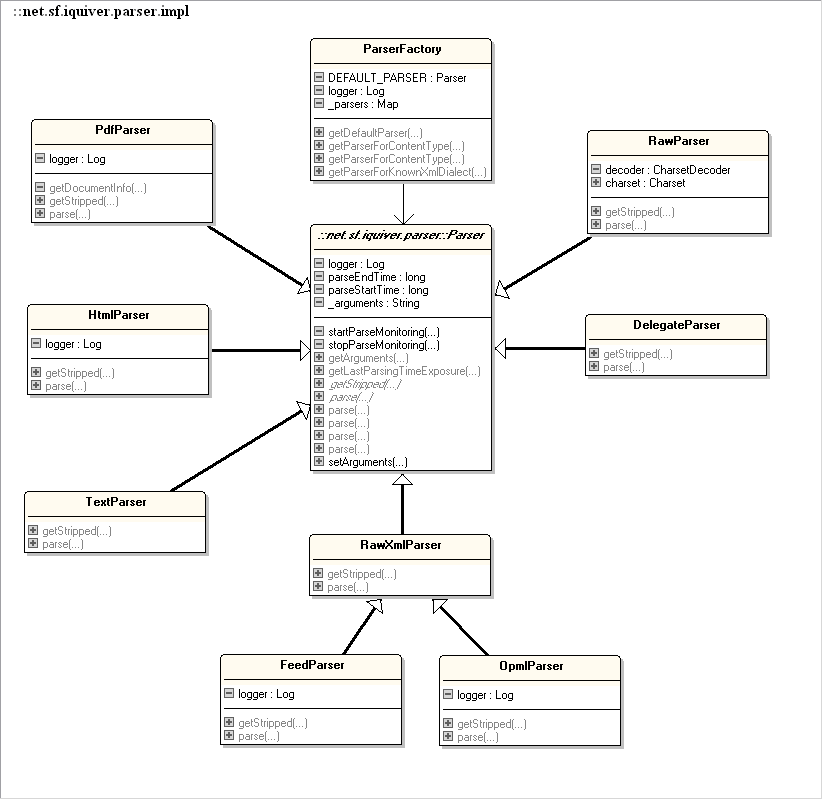 ::net.sf.iquiver.parser.impl
ParserFactory
DEFAULT_PARSER : Parser
logger : Log
_parsers : Map
getDefaultParser(...)
getParserForContentType(...)
getParserForContentType(...)
getParserForKnownXmlDialect(...)
PdfParser
logger : Log
getDocumentInfo(...)
getStripped(...)
parse(...)
RawParser
decoder : CharsetDecoder
charset : Charset
getStripped(...)
parse(...)
::net.sf.iquiver.parser::Parser
logger : Log
parseEndTime : long
parseStartTime : long
_arguments : String
startParseMonitoring(...)
stopParseMonitoring(...)
getArguments(...)
getLastParsingTimeExposure(...)
getStripped(...)
parse(...)
parse(...)
parse(...)
parse(...)
parse(...)
setArguments(...)
HtmlParser
logger : Log
getStripped(...)
parse(...)
DelegateParser
getStripped(...)
parse(...)
TextParser
getStripped(...)
parse(...)
RawXmlParser
getStripped(...)
parse(...)
FeedParser
logger : Log
getStripped(...)
parse(...)
OpmlParser
logger : Log
getStripped(...)
parse(...)